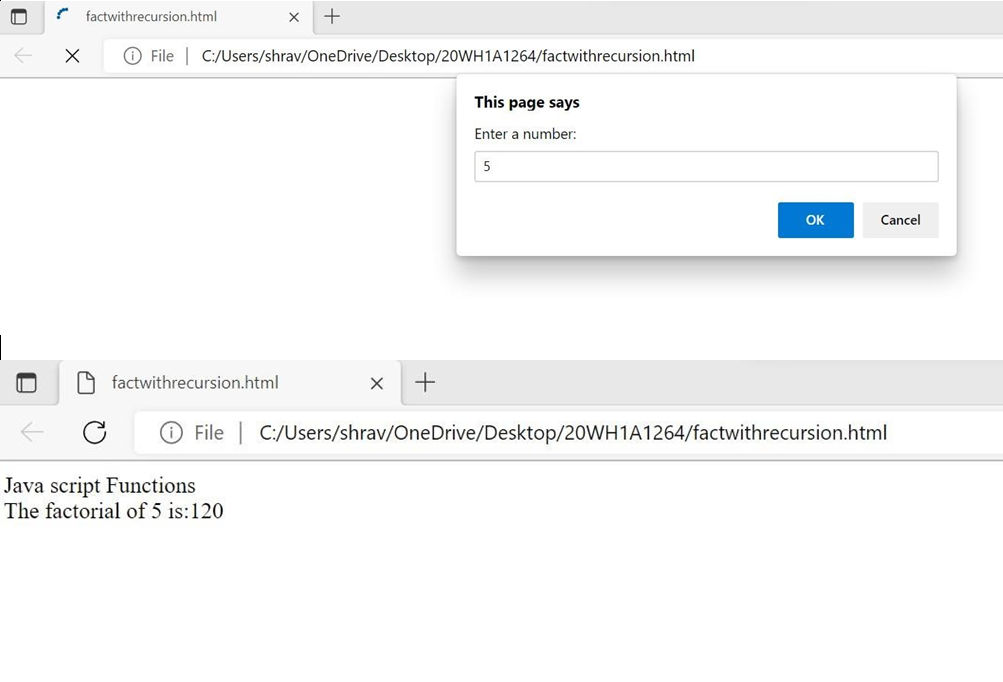 factwithrecursion.html
File | C:/Users/shrav/OneDrive/Desktop/20WH1A1264/factwithrecursion.html
This page says
Enter a number:
5
OK Cancel
factwithrecursion.html
File | C:/Users/shrav/OneDrive/Desktop/20WH1A1264/factwithrecursion.html
Java script Functions
The factorial of 5 is:120